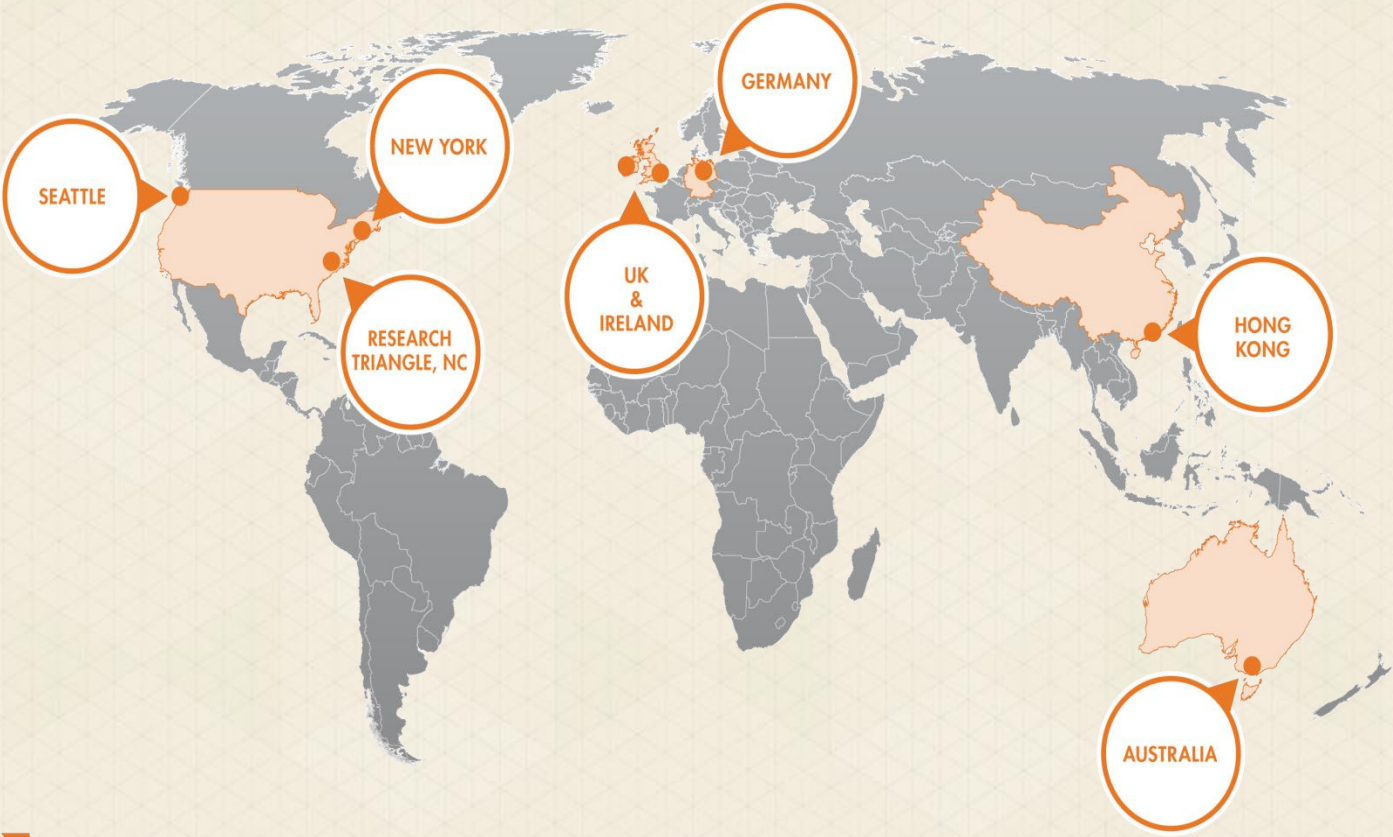 SEATTLE
NEW YORK
RESEARCH
TRIANGLE, NC
GERMANY
UK
&
IRELAND
HONG
KONG
AUSTRALIA